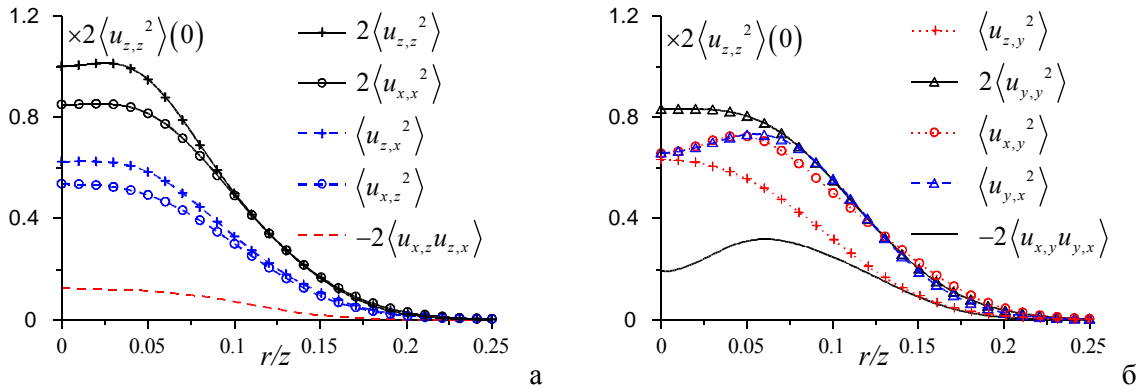 1.2
×2⟨u_{z,z}^2⟩(0)
2⟨u_{z,z}^2⟩
2⟨u_{x,x}^2⟩
⟨u_{z,x}^2⟩
⟨u_{x,z}^2⟩
−2⟨u_{x,z}u_{z,x}⟩
0.8
0.4
0
0 0.05 0.1 0.15 0.2 0.25
r/z
а
1.2
×2⟨u_{z,z}^2⟩(0)
⟨u_{z,y}^2⟩
2⟨u_{y,y}^2⟩
⟨u_{x,y}^2⟩
⟨u_{y,x}^2⟩
−2⟨u_{x,y}u_{y,x}⟩
0.8
0.4
0
0 0.05 0.1 0.15 0.2 0.25
r/z
б